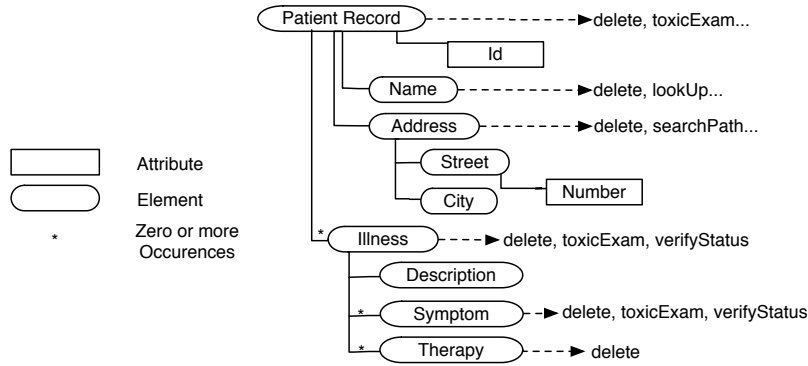 Patient Record
delete, toxicExam...
Id
Name
delete, lookUp...
Address
delete, searchPath...
Street
Number
City
Attribute
Element
*
Zero or more
Occurences
*
Illness
delete, toxicExam, verifyStatus
Description
*
Symptom
delete, toxicExam, verifyStatus
*
Therapy
delete